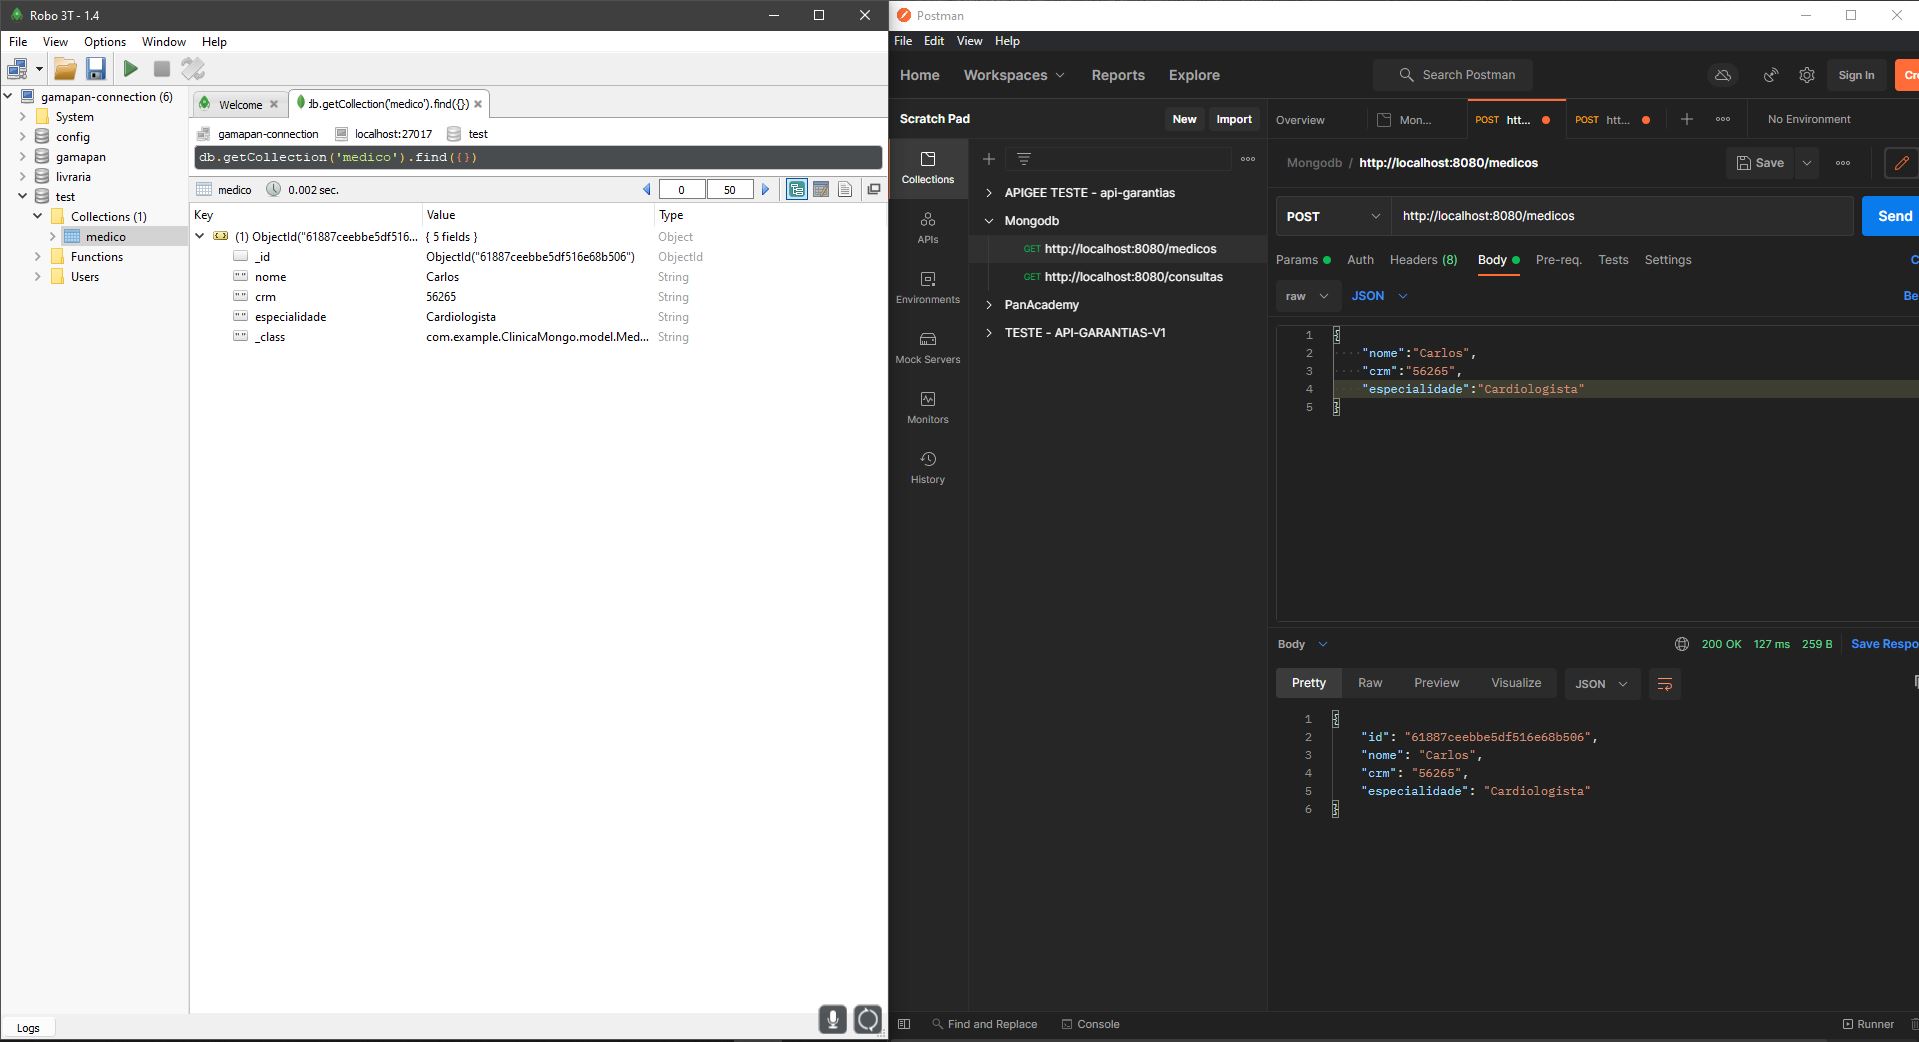 Robo 3T - 1.4
File View Options Window Help
gamapan-connection (6)
System
config
gamapan
livraria
test
Collections (1)
medico
Functions
Users
Logs
Welcome
db.getCollection('medico').find({})
gamapan-connection localhost:27017 test
db.getCollection('medico').find({})
medico 0.002 sec. 0 50
Key Value Type
(1) ObjectId("61887ceebbe5df516... { 5 fields } Object
_id ObjectId("61887ceebbe5df516e68b506") ObjectId
nome Carlos String
crm 56265 String
especialidade Cardiologista String
_class com.example.ClinicaMongo.model.Med... String
Postman
File Edit View Help
Home Workspaces Reports Explore Search Postman Sign In Cre
Scratch Pad New Import
Collections
APIs
Environments
Mock Servers
Monitors
History
APIGEE TESTE - api-garantias
Mongodb
GET http://localhost:8080/medicos
GET http://localhost:8080/consultas
PanAcademy
TESTE - API-GARANTIAS-V1
Overview Mon... POST htt... POST htt... No Environment
Mongodb / http://localhost:8080/medicos Save
POST http://localhost:8080/medicos Send
Params Auth Headers (8) Body Pre-req. Tests Settings C
raw JSON Be
1 {
2 "nome":"Carlos",
3 "crm":"56265",
4 "especialidade":"Cardiologista"
5 }
Body 200 OK 127 ms 259 B Save Respo
Pretty Raw Preview Visualize JSON
1 {
2 "id": "61887ceebbe5df516e68b506",
3 "nome": "Carlos",
4 "crm": "56265",
5 "especialidade": "Cardiologista"
6 }
Find and Replace Console Runner